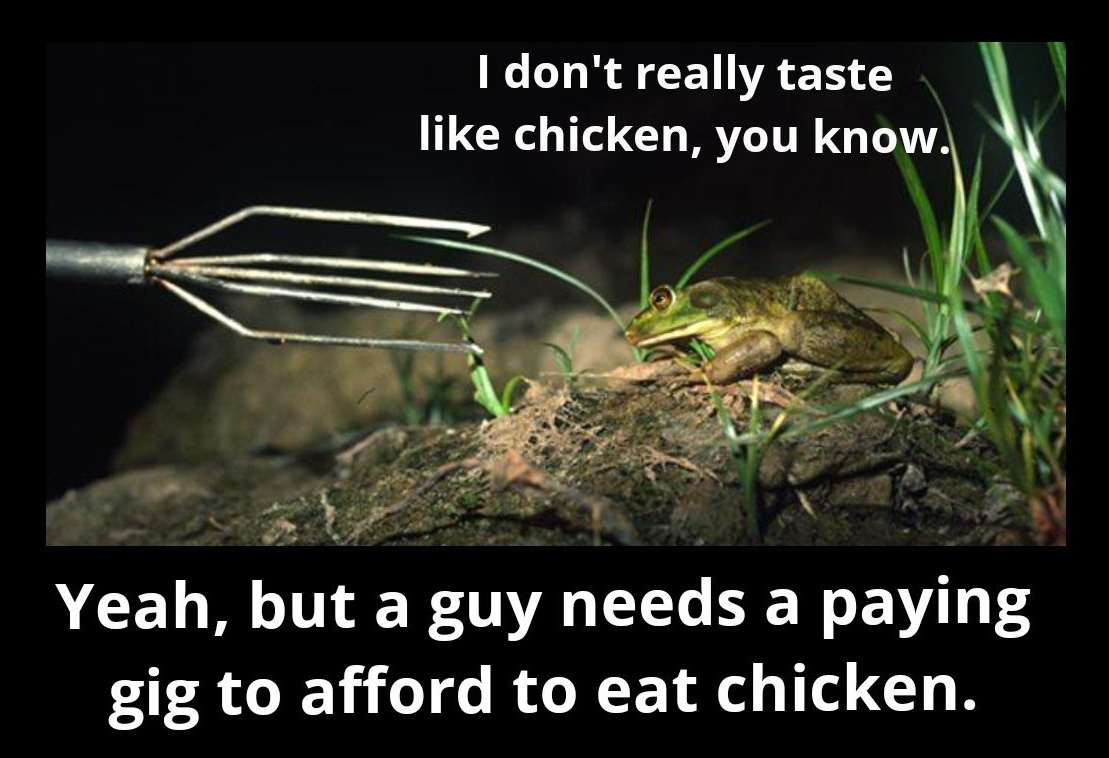 I don't really taste
like chicken, you know.
Yeah, but a guy needs a paying
gig to afford to eat chicken.